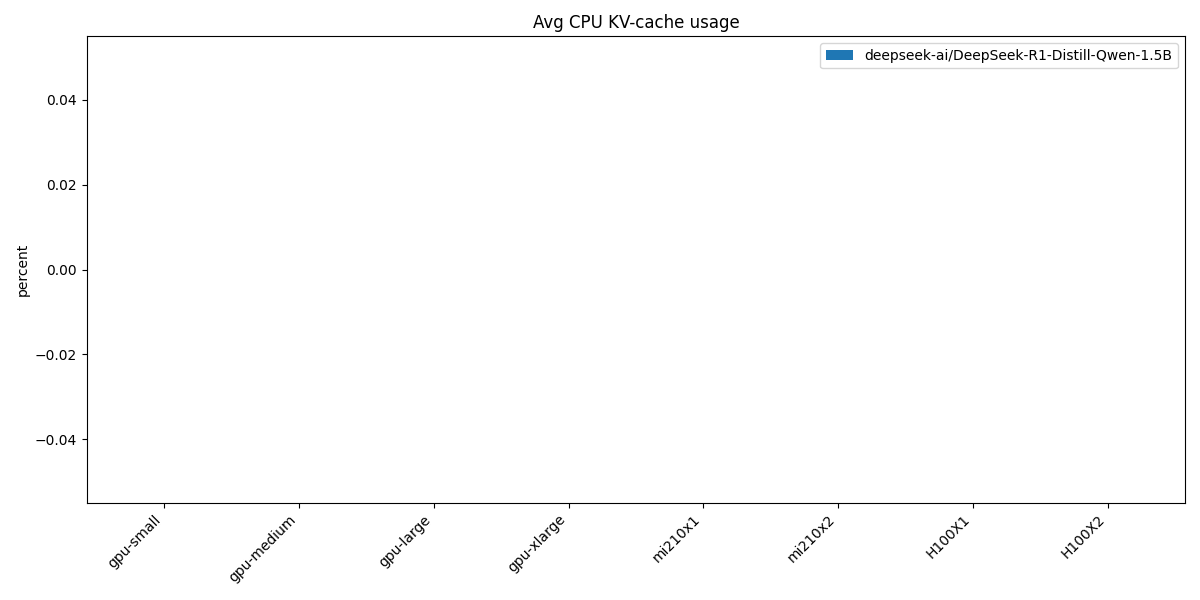 Avg CPU KV-cache usage
deepseek-ai/DeepSeek-R1-Distill-Qwen-1.5B
percent
0.04
0.02
0.00
−0.02
−0.04
gpu-small
gpu-medium
gpu-large
gpu-xlarge
mi210x1
mi210x2
H100X1
H100X2